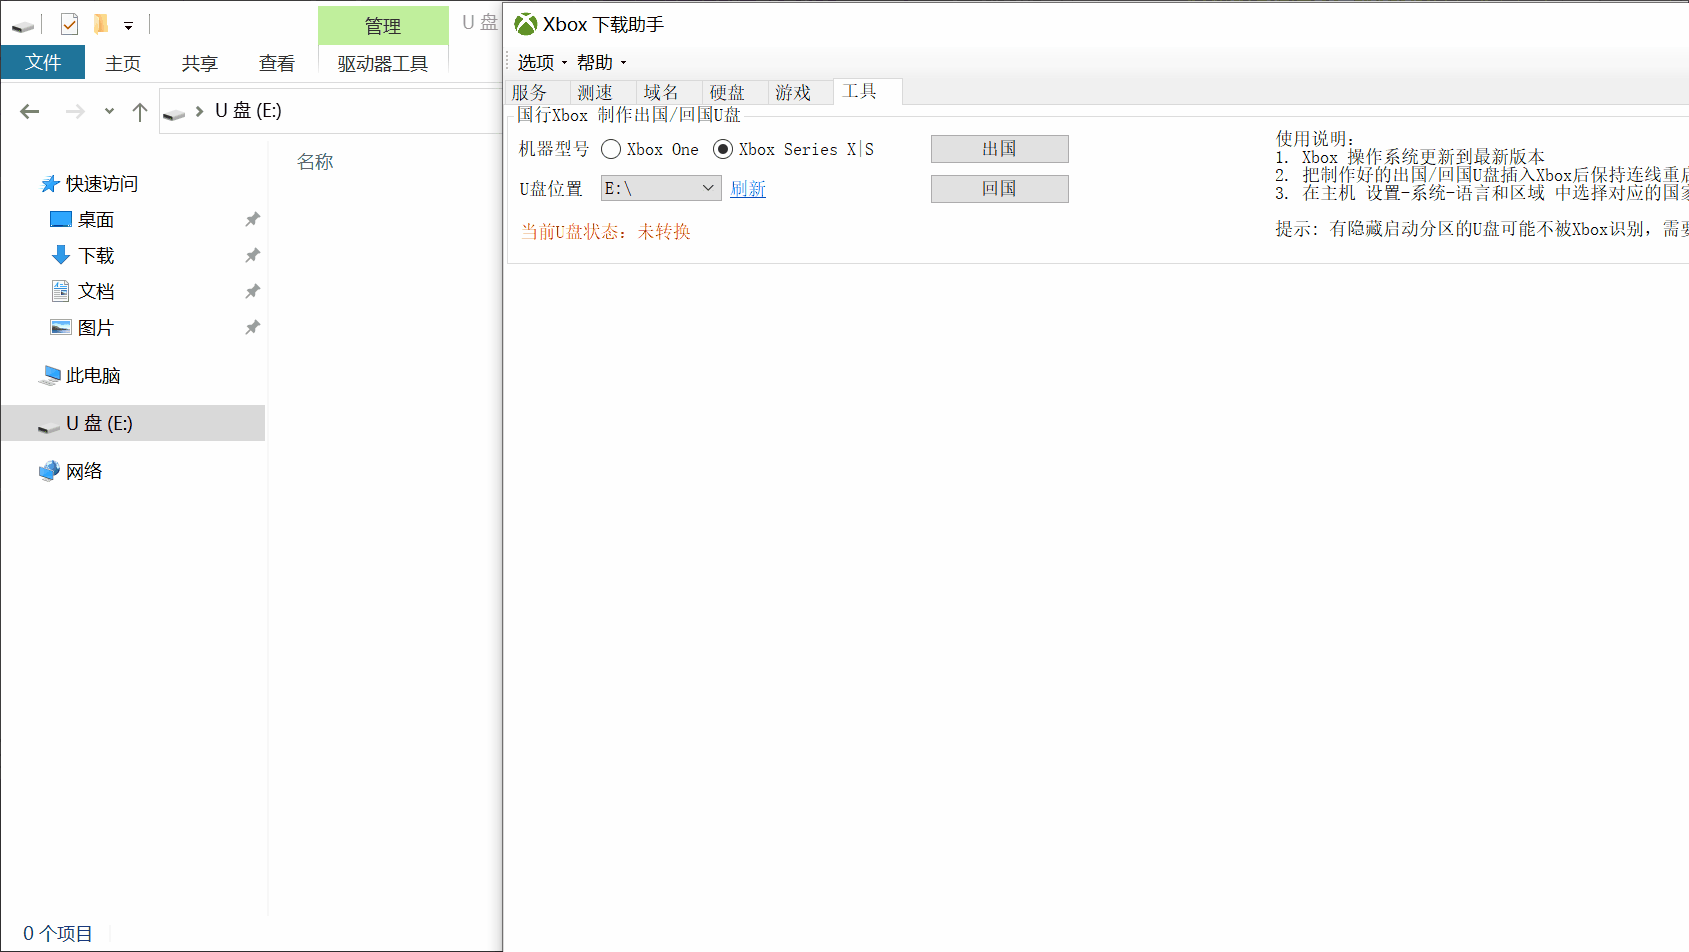 管理
U 盘
文件
主页
共享
查看
驱动器工具
U 盘 (E:)
名称
快速访问
桌面
下载
文档
图片
此电脑
U 盘 (E:)
网络
0 个项目
Xbox 下载助手
选项
帮助
服务
测速
域名
硬盘
游戏
工具
国行Xbox 制作出国/回国U盘
机器型号
Xbox One
Xbox Series X|S
出国
U盘位置
E:\
刷新
回国
当前U盘状态：未转换
使用说明：
1. Xbox 操作系统更新到最新版本
2. 把制作好的出国/回国U盘插入Xbox后保持连线重启
3. 在主机 设置-系统-语言和区域 中选择对应的国家
提示：有隐藏启动分区的U盘可能不被Xbox识别，需要